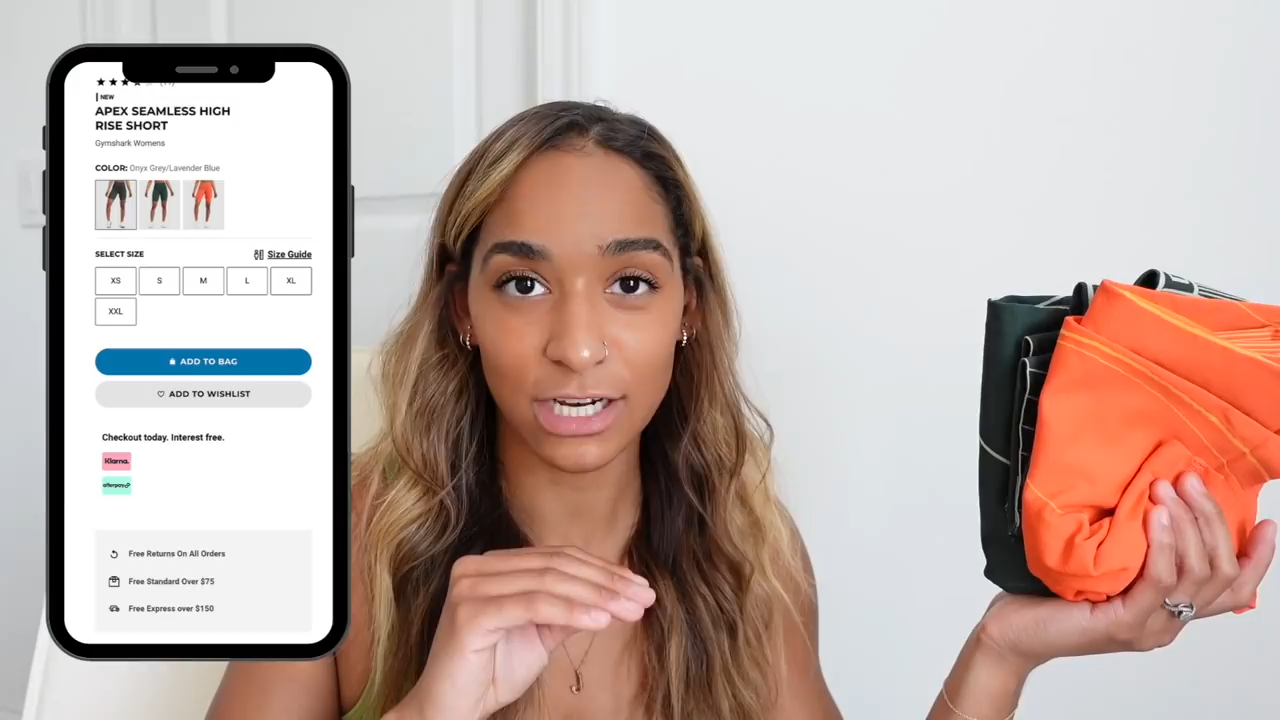 NEW
APEX SEAMLESS HIGH
RISE SHORT
Gymshark Womens
COLOR: Onyx Grey/Lavender Blue
SELECT SIZE
Size Guide
XS
S
M
L
XL
XXL
ADD TO BAG
ADD TO WISHLIST
Checkout today. Interest free.
Klarna.
afterpay
Free Returns On All Orders
Free Standard Over $75
Free Express over $150